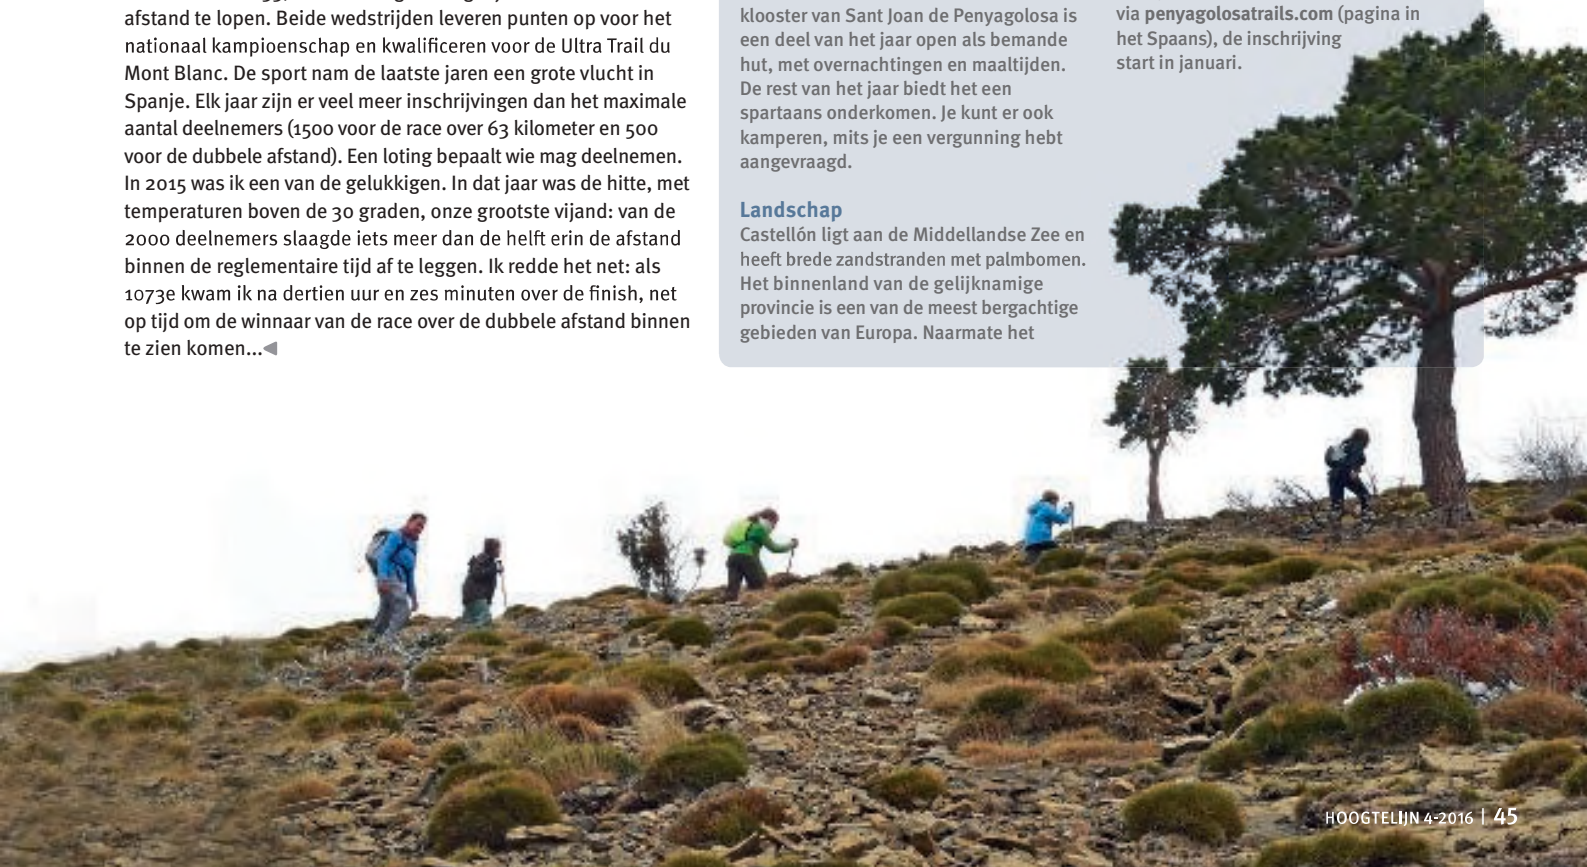 afstand te lopen. Beide wedstrijden leveren punten op voor het
nationaal kampioenschap en kwalificeren voor de Ultra Trail du
Mont Blanc. De sport nam de laatste jaren een grote vlucht in
Spanje. Elk jaar zijn er veel meer inschrijvingen dan het maximale
aantal deelnemers (1500 voor de race over 63 kilometer en 500
voor de dubbele afstand). Een loting bepaalt wie mag deelnemen.
In 2015 was ik een van de gelukkigen. In dat jaar was de hitte, met
temperaturen boven de 30 graden, onze grootste vijand: van de
2000 deelnemers slaagde iets meer dan de helft erin de afstand
binnen de reglementaire tijd af te leggen. Ik redde het net: als
1073e kwam ik na dertien uur en zes minuten over de finish, net
op tijd om de winnaar van de race over de dubbele afstand binnen
te zien komen...
klooster van Sant Joan de Penyagolosa is
een deel van het jaar open als bemande
hut, met overnachtingen en maaltijden.
De rest van het jaar biedt het een
spartaans onderkomen. Je kunt er ook
kamperen, mits je een vergunning hebt
aangevraagd.
Landschap
Castellón ligt aan de Middellandse Zee en
heeft brede zandstranden met palmbomen.
Het binnenland van de gelijknamige
provincie is een van de meest bergachtige
gebieden van Europa. Naarmate het
via penyagolosatrails.com (pagina in
het Spaans), de inschrijving
start in januari.
HOOGTELIJN 4-2016 | 45